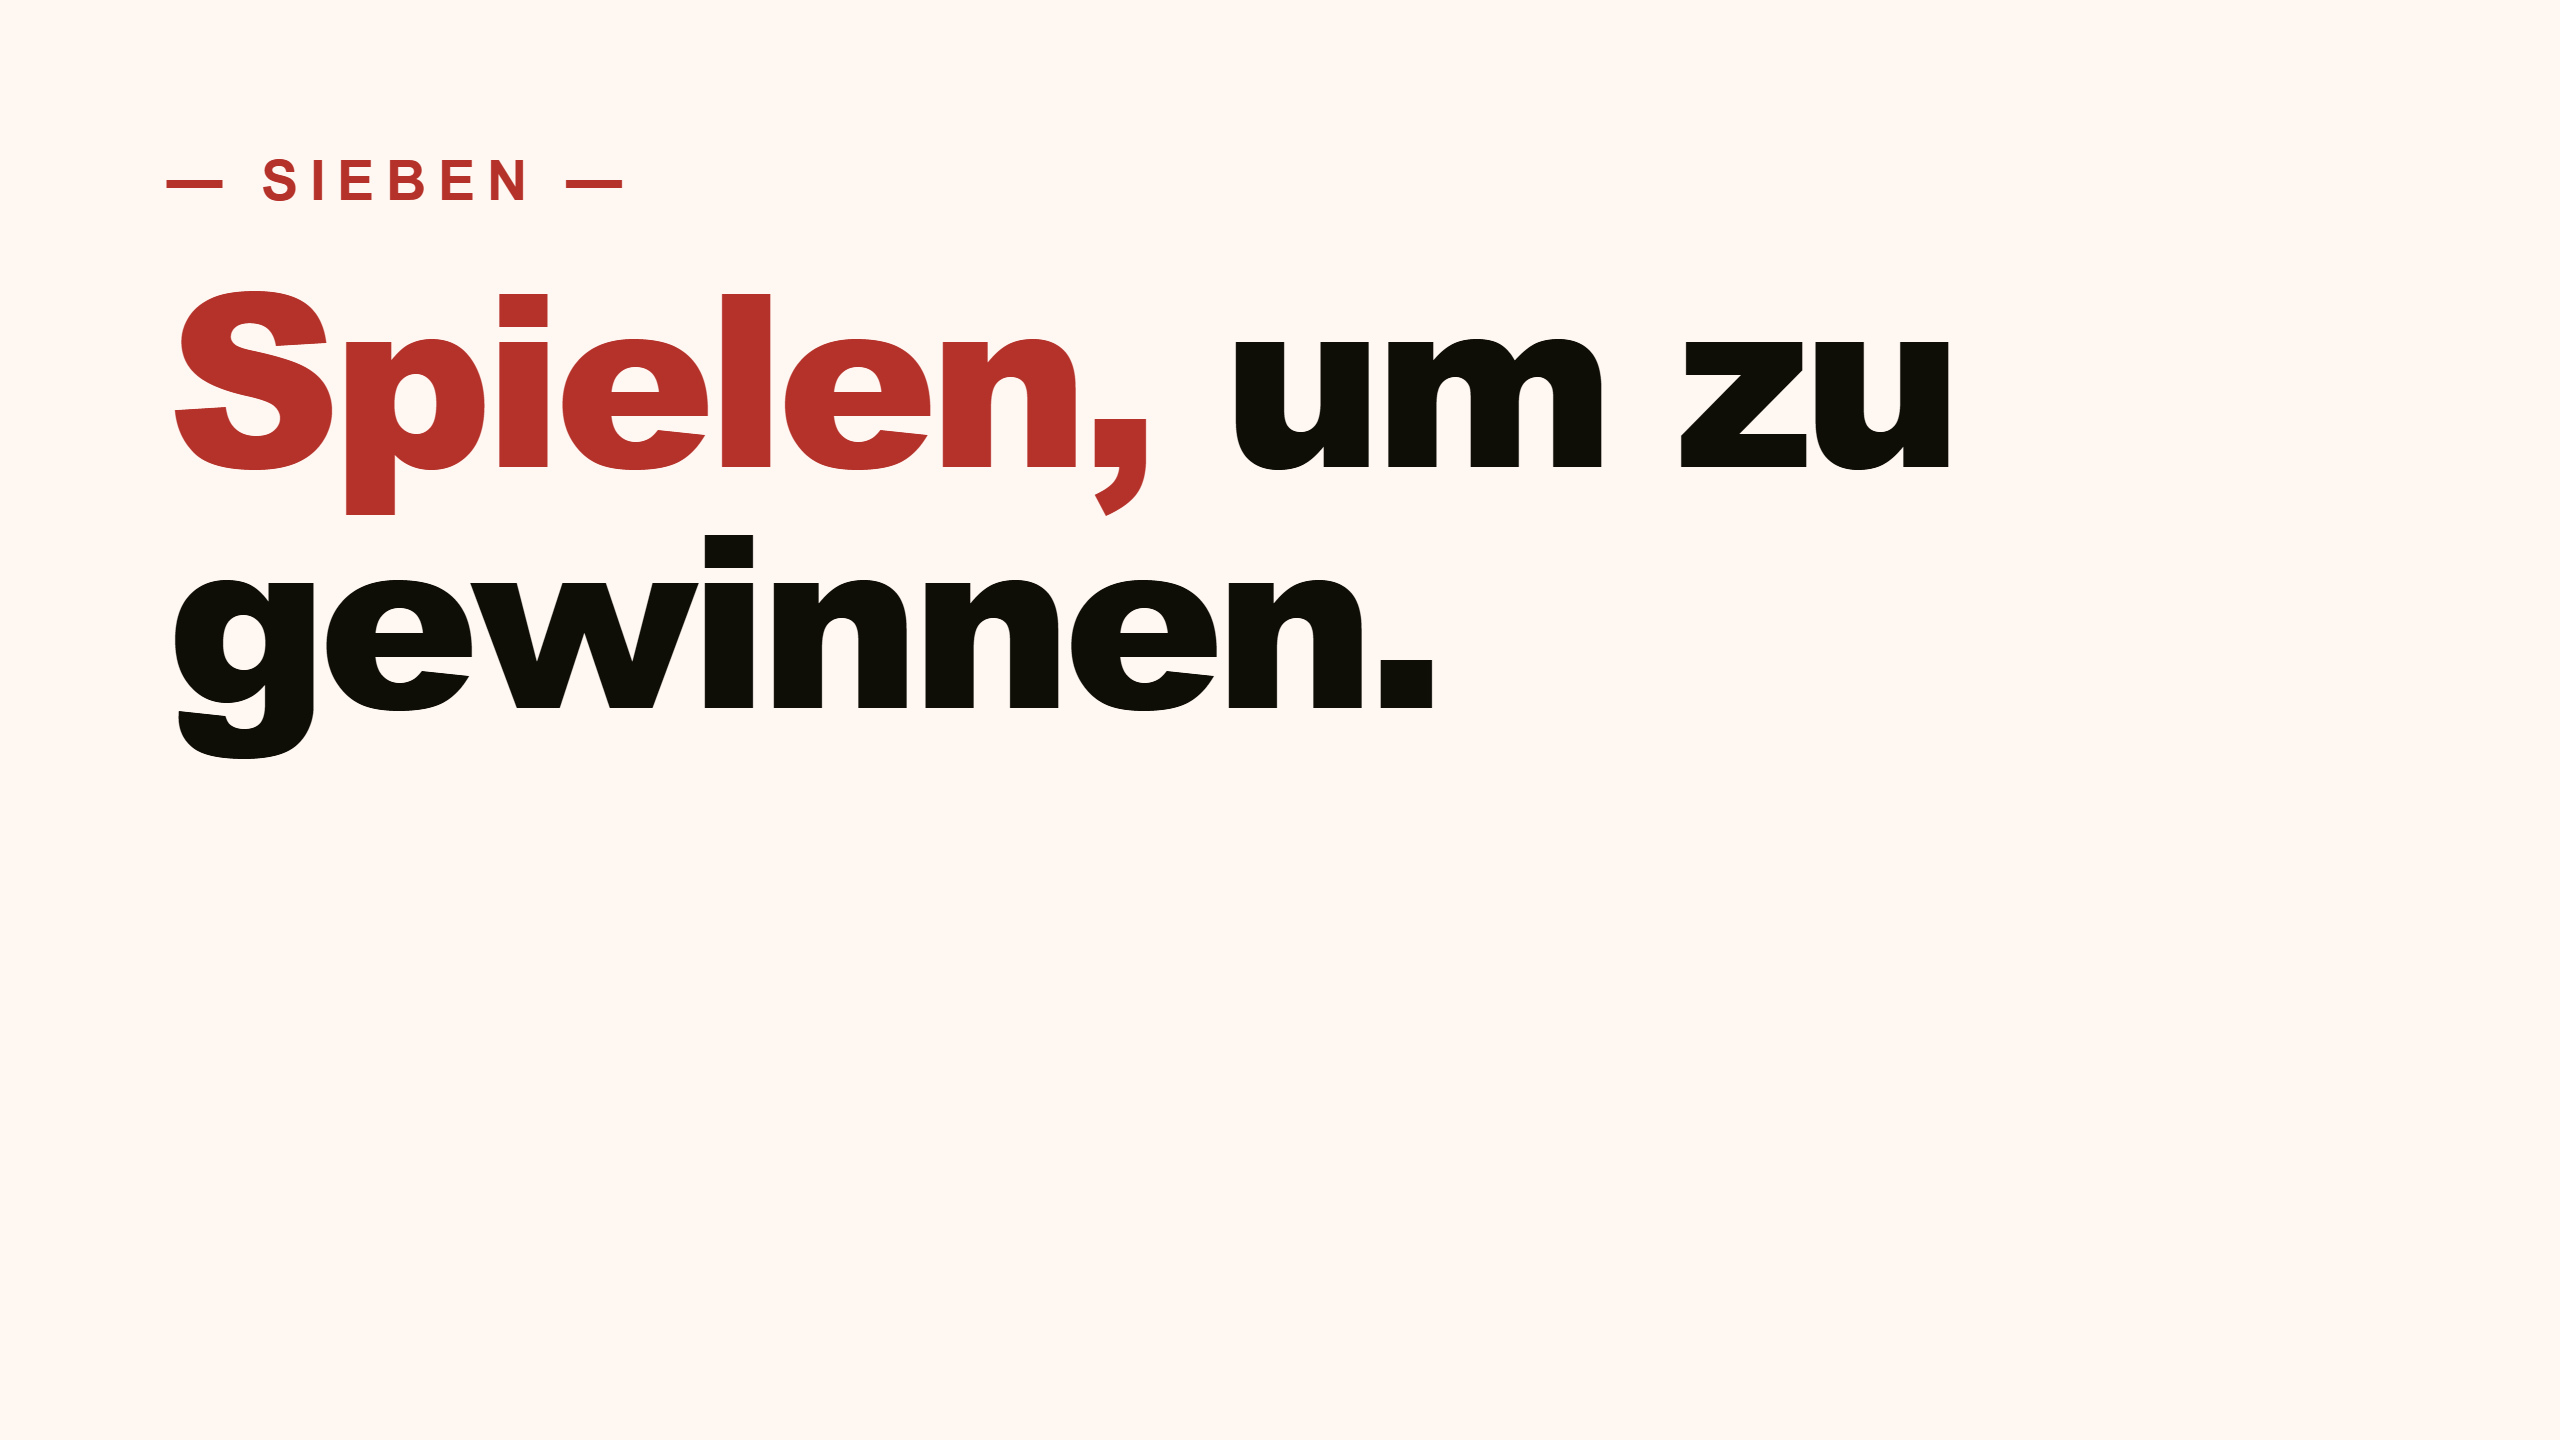 — SIEBEN —
Spielen, um zu
gewinnen.